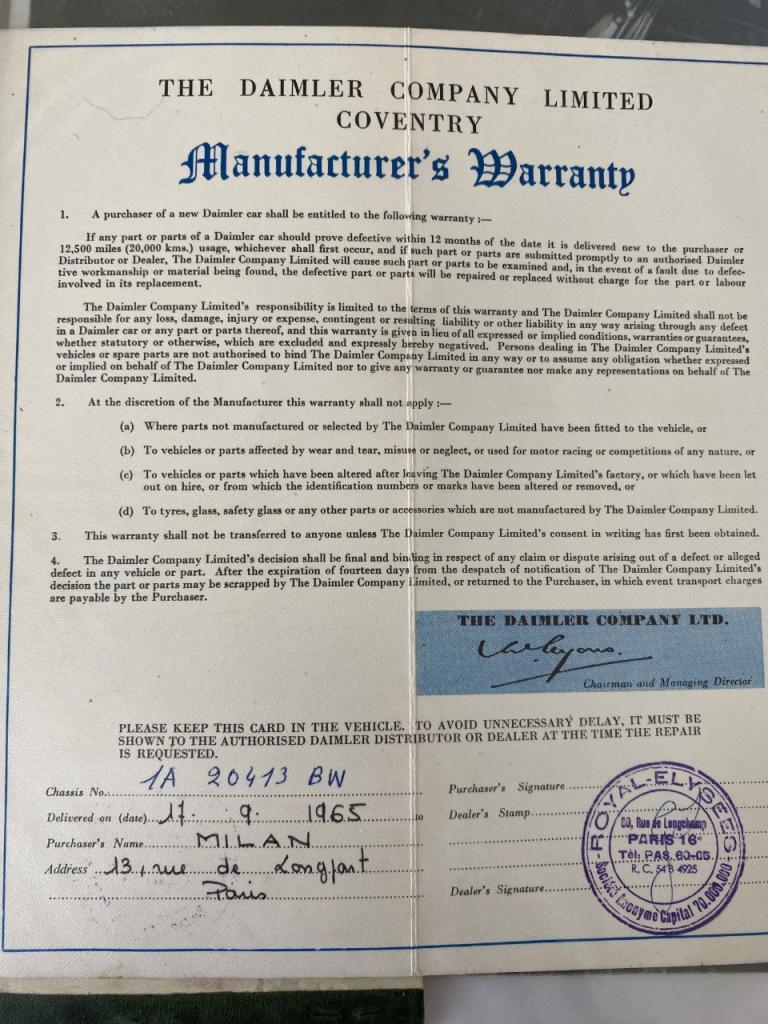 THE DAIMLER COMPANY LIMITED
COVENTRY
Manufacturer's Warranty
1. A purchaser of a new Daimler car shall be entitled to the following warranty :—
If any part or parts of a Daimler car should prove defective within 12 months of the date it is delivered new to the purchaser or
12,500 miles (20,000 kms.) usage, whichever shall first occur, and if such part or parts are submitted promptly to an authorised Daimler
Distributor or Dealer, The Daimler Company Limited will cause such part or parts to be examined and, in the event of a fault due to defec-
tive workmanship or material being found, the defective part or parts will be repaired or replaced without charge for the part or labour
involved in its replacement.
The Daimler Company Limited's responsibility is limited to the terms of this warranty and The Daimler Company Limited shall not be
responsible for any loss, damage, injury or expense, contingent or resulting liability or other liability in any way arising through any defect
in a Daimler car or any part or parts thereof, and this warranty is given in lieu of all expressed or implied conditions, warranties or guarantees,
whether statutory or otherwise, which are excluded and expressly hereby negatived. Persons dealing in The Daimler Company Limited's
vehicles or spare parts are not authorised to bind The Daimler Company Limited in any way or to assume any obligation whether expressed
or implied on behalf of The Daimler Company Limited nor to give any warranty or guarantee nor make any representations on behalf of The
Daimler Company Limited.
2. At the discretion of the Manufacturer this warranty shall not apply :—
(a) Where parts not manufactured or selected by The Daimler Company Limited have been fitted to the vehicle, or
(b) To vehicles or parts affected by wear and tear, misuse or neglect, or used for motor racing or competitions of any nature, or
(c) To vehicles or parts which have been altered after leaving The Daimler Company Limited's factory, or which have been let
out on hire, or from which the identification numbers or marks have been altered or removed, or
(d) To tyres, glass, safety glass or any other parts or accessories which are not manufactured by The Daimler Company Limited.
3. This warranty shall not be transferred to anyone unless The Daimler Company Limited's consent in writing has first been obtained.
4. The Daimler Company Limited's decision shall be final and binding in respect of any claim or dispute arising out of a defect or alleged
defect in any vehicle or part. After the expiration of fourteen days from the despatch of notification of The Daimler Company Limited's
decision the part or parts may be scrapped by The Daimler Company Limited, or returned to the Purchaser, in which event transport charges
are payable by the Purchaser.
THE DAIMLER COMPANY LTD.
Chairman and Managing Director
PLEASE KEEP THIS CARD IN THE VEHICLE. TO AVOID UNNECESSARY DELAY, IT MUST BE
SHOWN TO THE AUTHORISED DAIMLER DISTRIBUTOR OR DEALER AT THE TIME THE REPAIR
IS REQUESTED.
Chassis No. 1A 20413 BW
Delivered on (date) 17. 9. 1965 to
Purchaser's Name MILAN
Address 13, rue de Longpart
Paris
Purchaser's Signature
Dealer's Stamp
Dealer's Signature
ROYAL-ELYSEES
80, Rue de Longchamp
PARIS 16e
Tél: PAS. 60-05
R. C. 54 B 4925
Société Anonyme Capital 70.000.000